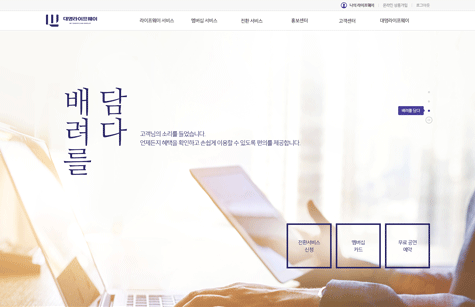 나의 라이프웨이
온라인 상품가입
로그아웃
대명라이프웨이
라이프웨이 서비스
멤버십 서비스
전환 서비스
홍보센터
고객센터
대명라이프웨이
담다
배려를
고객님의 소리를 들었습니다.
언제든지 혜택을 확인하고 손쉽게 이용할 수 있도록 편의를 제공합니다.
배려를 담다
전환서비스
신청
멤버십
카드
무료 공연
예약